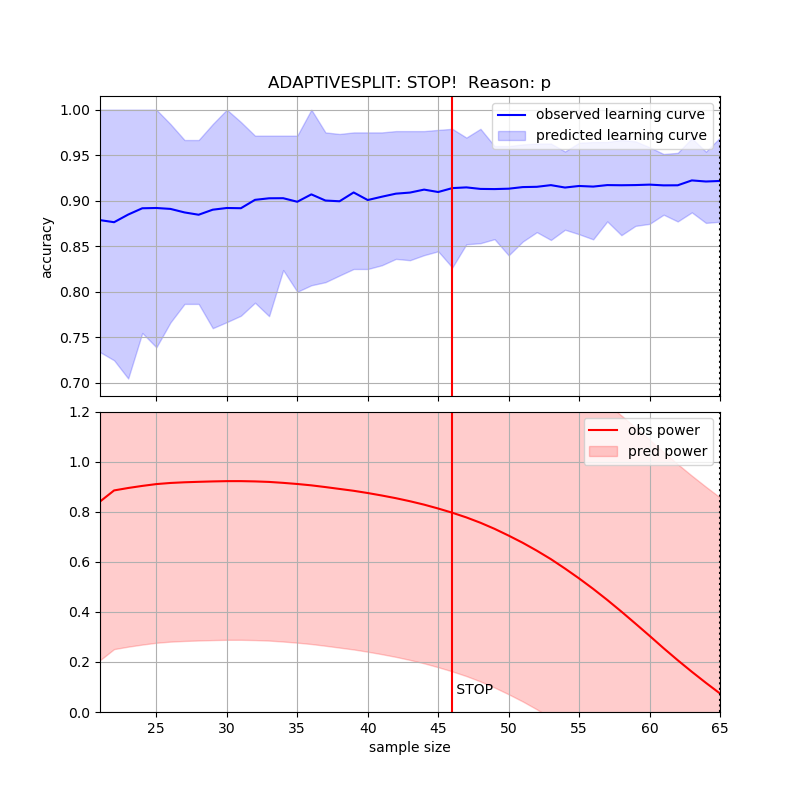 ADAPTIVESPLIT: STOP!  Reason: p
1.00
0.95
0.90
0.85
0.80
0.75
0.70
accuracy
observed learning curve
predicted learning curve
1.2
1.0
0.8
0.6
0.4
0.2
0.0
obs power
pred power
STOP
25
30
35
40
45
50
55
60
65
sample size